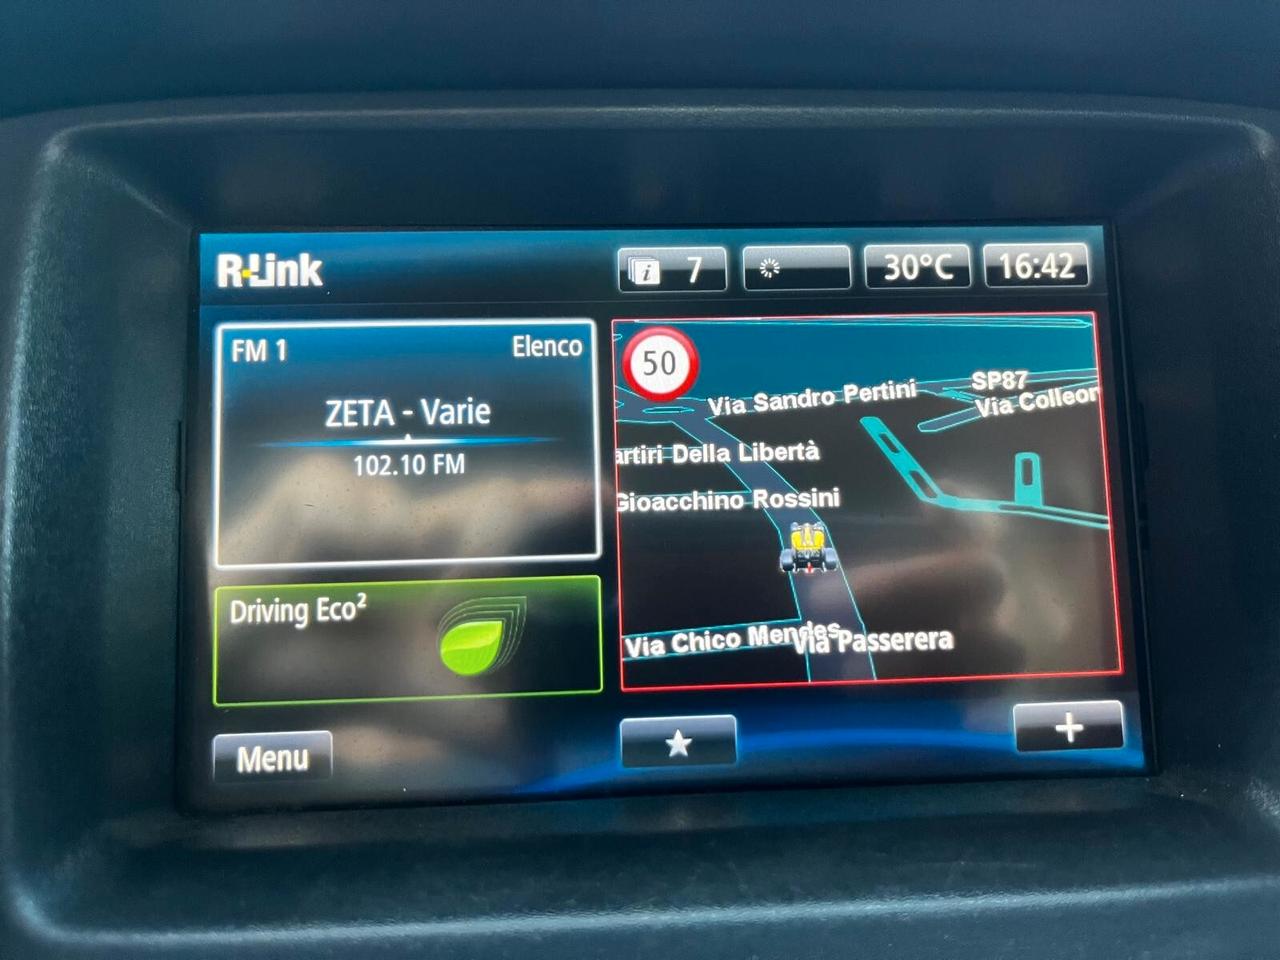 R-Link
7
30°C
16:42
FM 1
Elenco
ZETA - Varie
102.10 FM
Driving Eco²
50
SP87
Via Sandro Pertini
Via Colleon
artiri Della Libertà
Gioacchino Rossini
Via Chico Mendes
Via Passerera
Menu
+